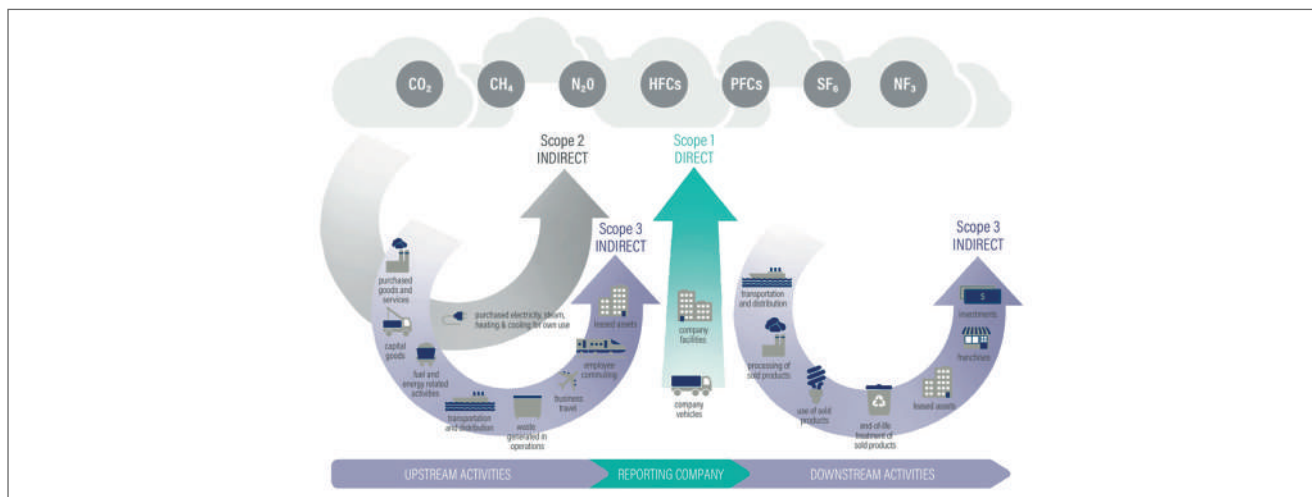 CO₂
CH₄
N₂O
HFCs
PFCs
SF₆
NF₃
Scope 2
INDIRECT
Scope 1
DIRECT
Scope 3
INDIRECT
Scope 3
INDIRECT
purchased
goods and
services
capital
goods
fuel and
energy related
activities
transportation
and distribution
waste
generated in
operations
business
travel
employee
commuting
leased assets
purchased electricity, steam,
heating & cooling for own use
company
facilities
company
vehicles
transportation
and distribution
processing of
sold products
use of sold
products
end-of-life
treatment of
sold products
leased assets
franchises
$
investments
UPSTREAM ACTIVITIES
REPORTING COMPANY
DOWNSTREAM ACTIVITIES